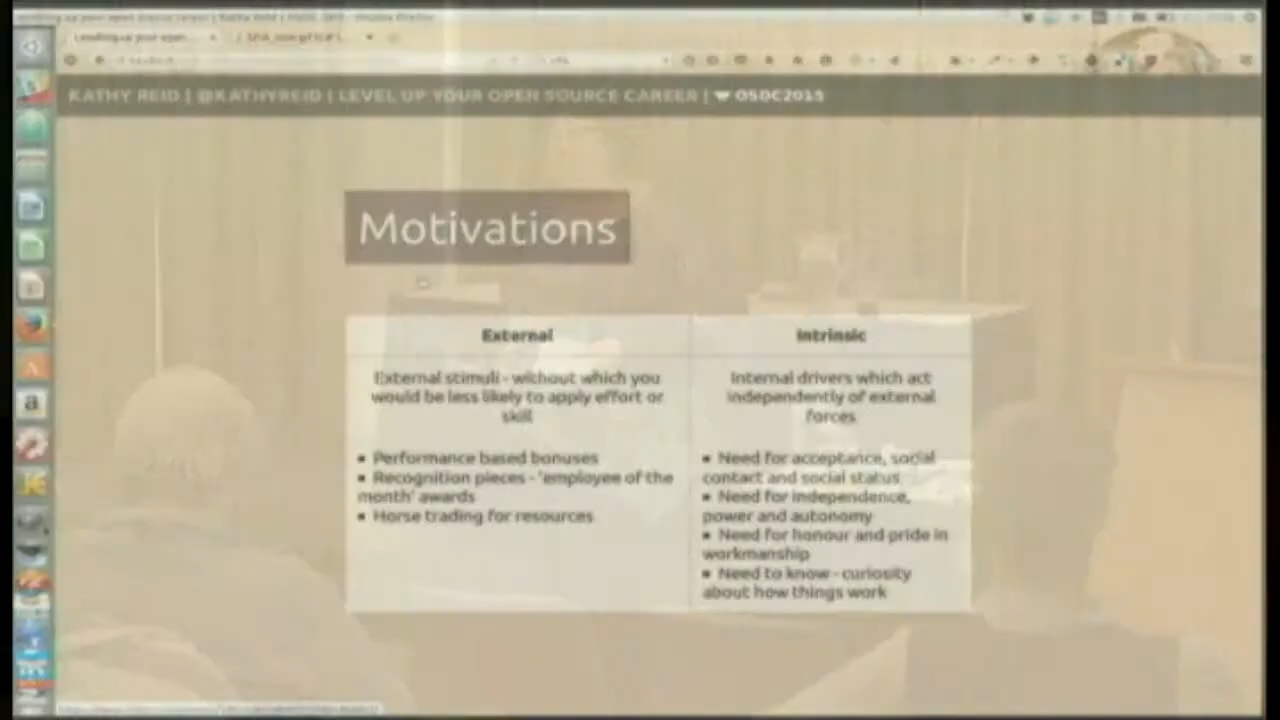 KATHY REID | @KATHYREID | LEVEL UP YOUR OPEN SOURCE CAREER | OSDC2015
Motivations
External
External stimuli - without which you
would be less likely to apply effort or
skill
▪ Performance based bonuses
▪ Recognition pieces - 'employee of the
month' awards
▪ Horse trading for resources
Intrinsic
Internal drivers which act
independently of external
forces
▪ Need for acceptance, social
contact and social status
▪ Need for independence,
power and autonomy
▪ Need for honour and pride in
workmanship
▪ Need to know - curiosity
about how things work